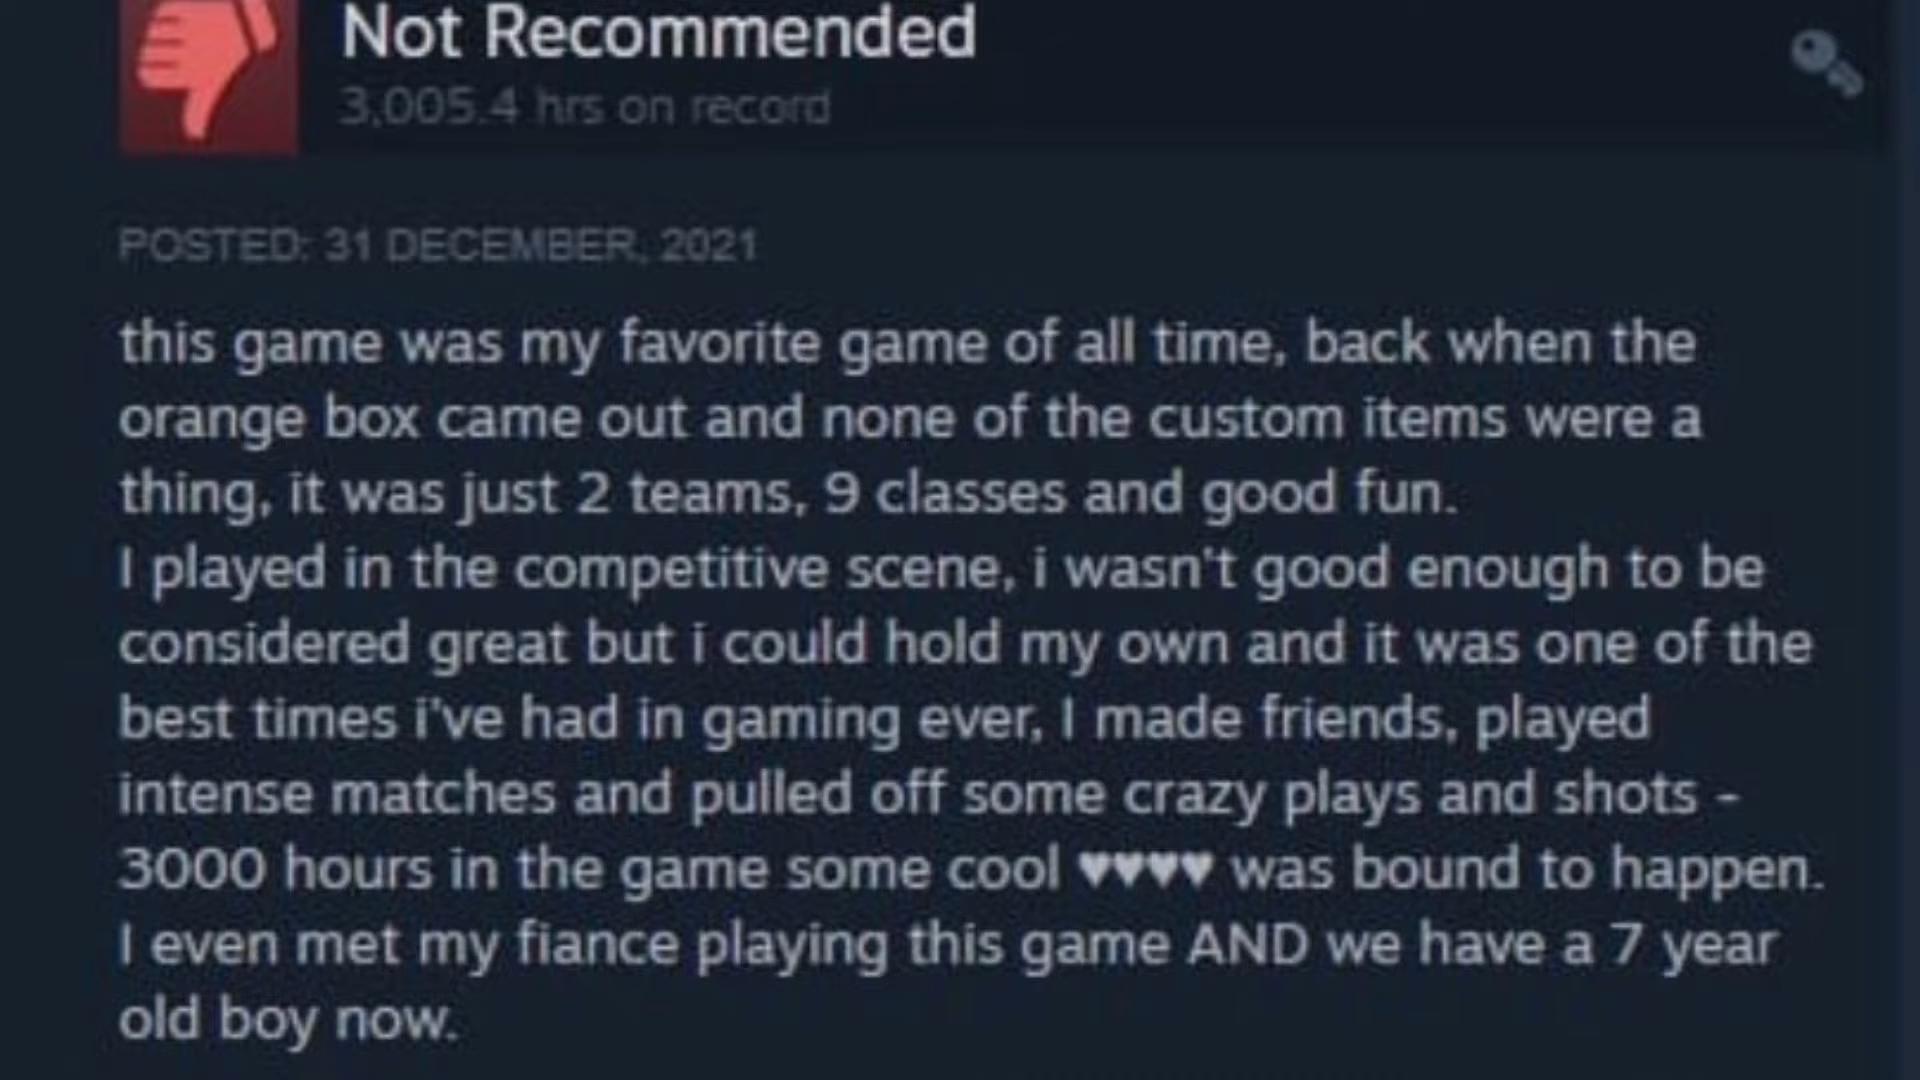 Not Recommended
3,005.4 hrs on record
POSTED: 31 DECEMBER, 2021
this game was my favorite game of all time, back when the
orange box came out and none of the custom items were a
thing, it was just 2 teams, 9 classes and good fun.
I played in the competitive scene, i wasn't good enough to be
considered great but i could hold my own and it was one of the
best times i've had in gaming ever, I made friends, played
intense matches and pulled off some crazy plays and shots -
3000 hours in the game some cool ♥♥♥♥ was bound to happen.
I even met my fiance playing this game AND we have a 7 year
old boy now.